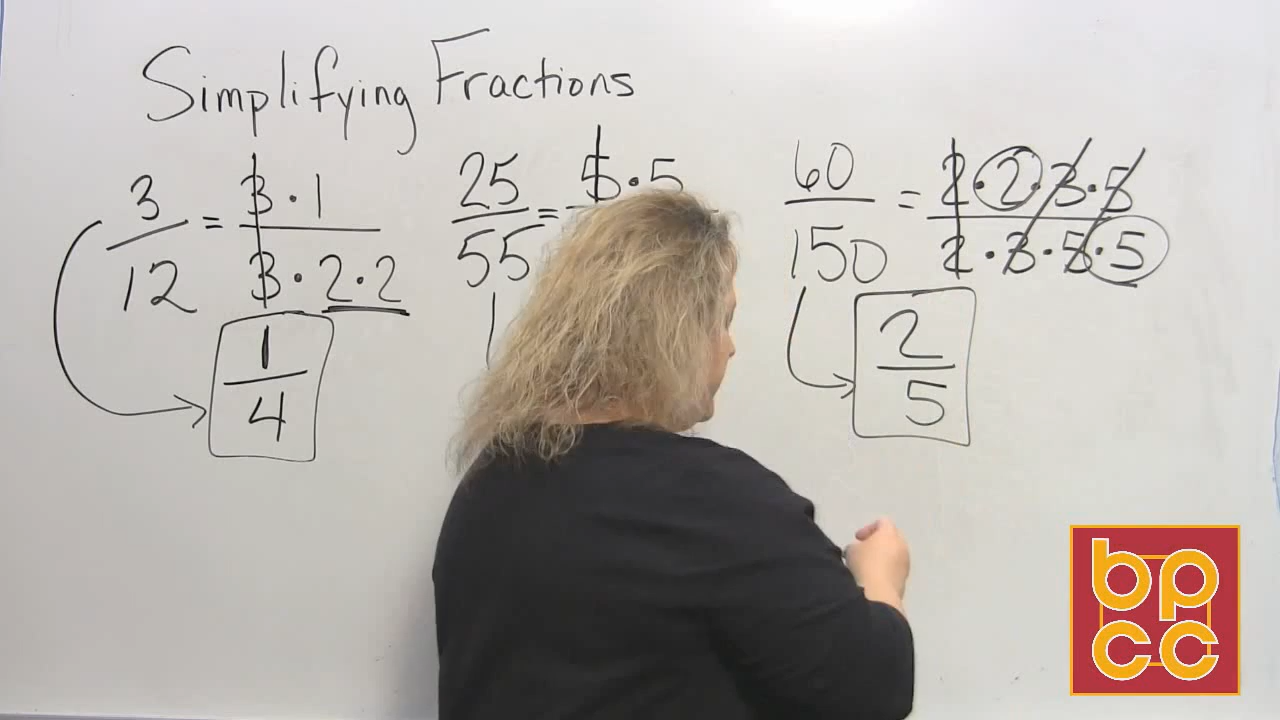 Simplifying Fractions
3/12 = 3·1/3·2·2
1/4
25/55 = 5·5
60/150 = 2·2·3·5/2·3·5·5
2/5
bp
cc